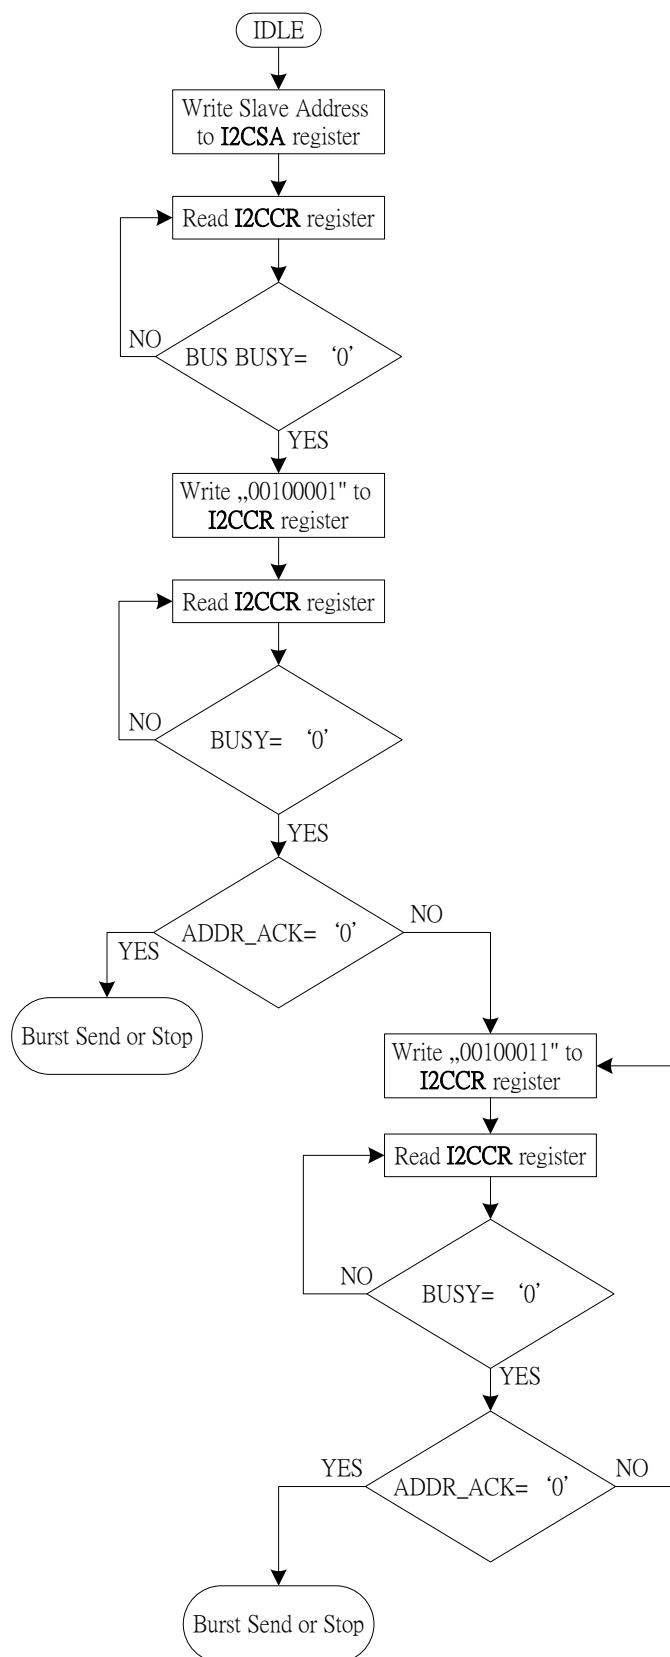 IDLE
Write Slave Address
to I2CSA register
Read I2CCR register
NO
BUS BUSY= ‘0’
YES
Write „00100001" to
I2CCR register
Read I2CCR register
NO
BUSY= ‘0’
YES
ADDR_ACK= ‘0’
NO
YES
Burst Send or Stop
Write „00100011" to
I2CCR register
Read I2CCR register
NO
BUSY= ‘0’
YES
YES
ADDR_ACK= ‘0’
NO
Burst Send or Stop